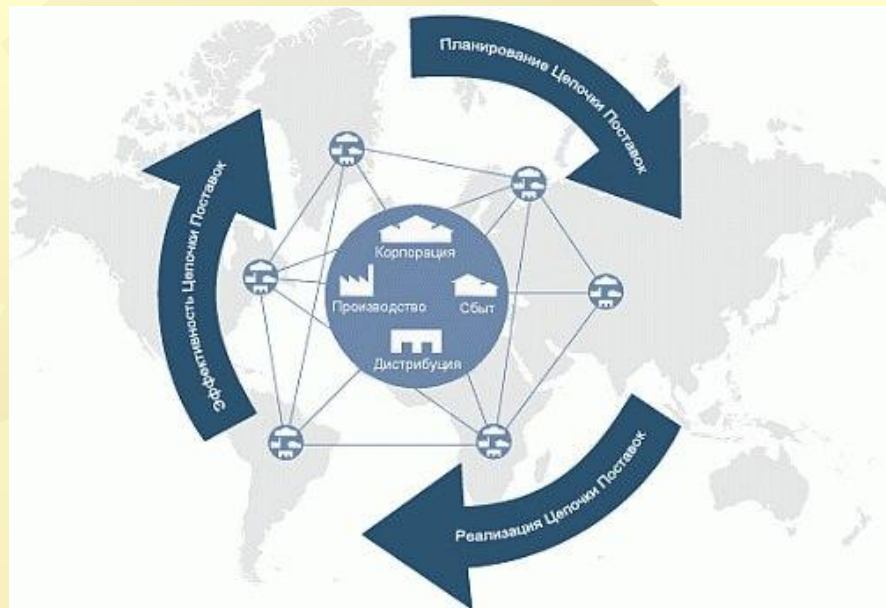 Планирование Цепочки Поставок
Эффективность Цепочки Поставок
Корпорация
Производство
Сбыт
Дистрибуция
Реализация Цепочки Поставок